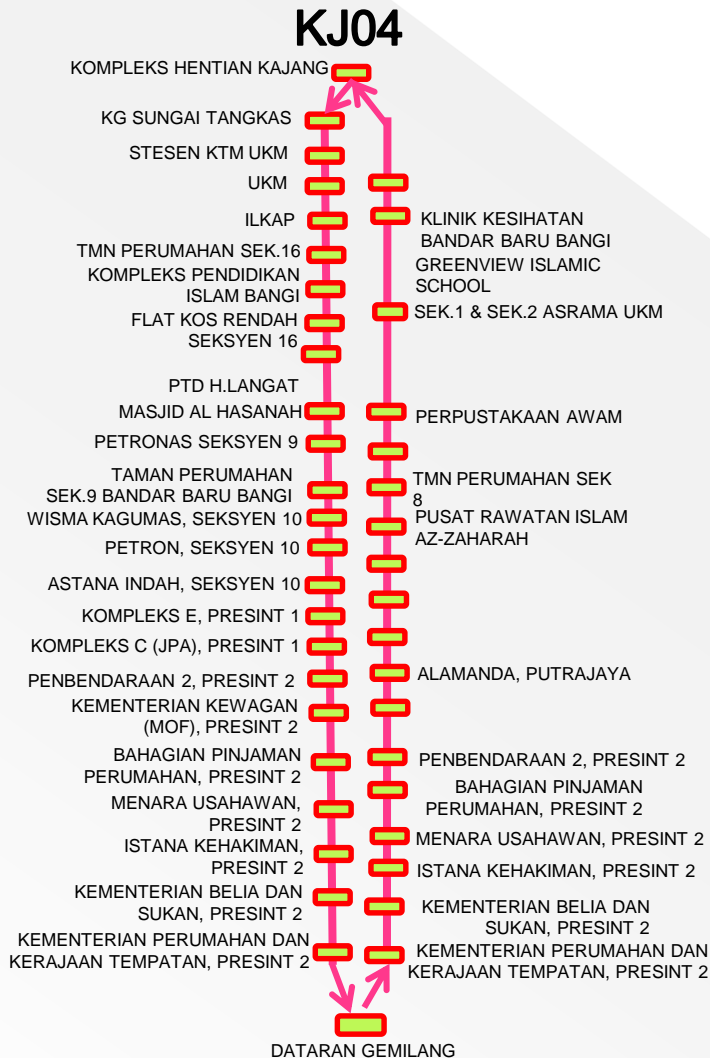 KJ04
KOMPLEKS HENTIAN KAJANG
KG SUNGAI TANGKAS
STESEN KTM UKM
UKM
ILKAP
TMN PERUMAHAN SEK.16
KOMPLEKS PENDIDIKAN
ISLAM BANGI
FLAT KOS RENDAH
SEKSYEN 16
PTD H.LANGAT
MASJID AL HASANAH
PETRONAS SEKSYEN 9
TAMAN PERUMAHAN
SEK.9 BANDAR BARU BANGI
WISMA KAGUMAS, SEKSYEN 10
PETRON, SEKSYEN 10
ASTANA INDAH, SEKSYEN 10
KOMPLEKS E, PRESINT 1
KOMPLEKS C (JPA), PRESINT 1
PENBENDARAAN 2, PRESINT 2
KEMENTERIAN KEWAGAN
(MOF), PRESINT 2
BAHAGIAN PINJAMAN
PERUMAHAN, PRESINT 2
MENARA USAHAWAN,
PRESINT 2
ISTANA KEHAKIMAN,
PRESINT 2
KEMENTERIAN BELIA DAN
SUKAN, PRESINT 2
KEMENTERIAN PERUMAHAN DAN
KERAJAAN TEMPATAN, PRESINT 2
KLINIK KESIHATAN
BANDAR BARU BANGI
GREENVIEW ISLAMIC
SCHOOL
SEK.1 & SEK.2 ASRAMA UKM
PERPUSTAKAAN AWAM
TMN PERUMAHAN SEK
8
PUSAT RAWATAN ISLAM
AZ-ZAHARAH
ALAMANDA, PUTRAJAYA
PENBENDARAAN 2, PRESINT 2
BAHAGIAN PINJAMAN
PERUMAHAN, PRESINT 2
MENARA USAHAWAN, PRESINT 2
ISTANA KEHAKIMAN, PRESINT 2
KEMENTERIAN BELIA DAN
SUKAN, PRESINT 2
KEMENTERIAN PERUMAHAN DAN
KERAJAAN TEMPATAN, PRESINT 2
DATARAN GEMILANG